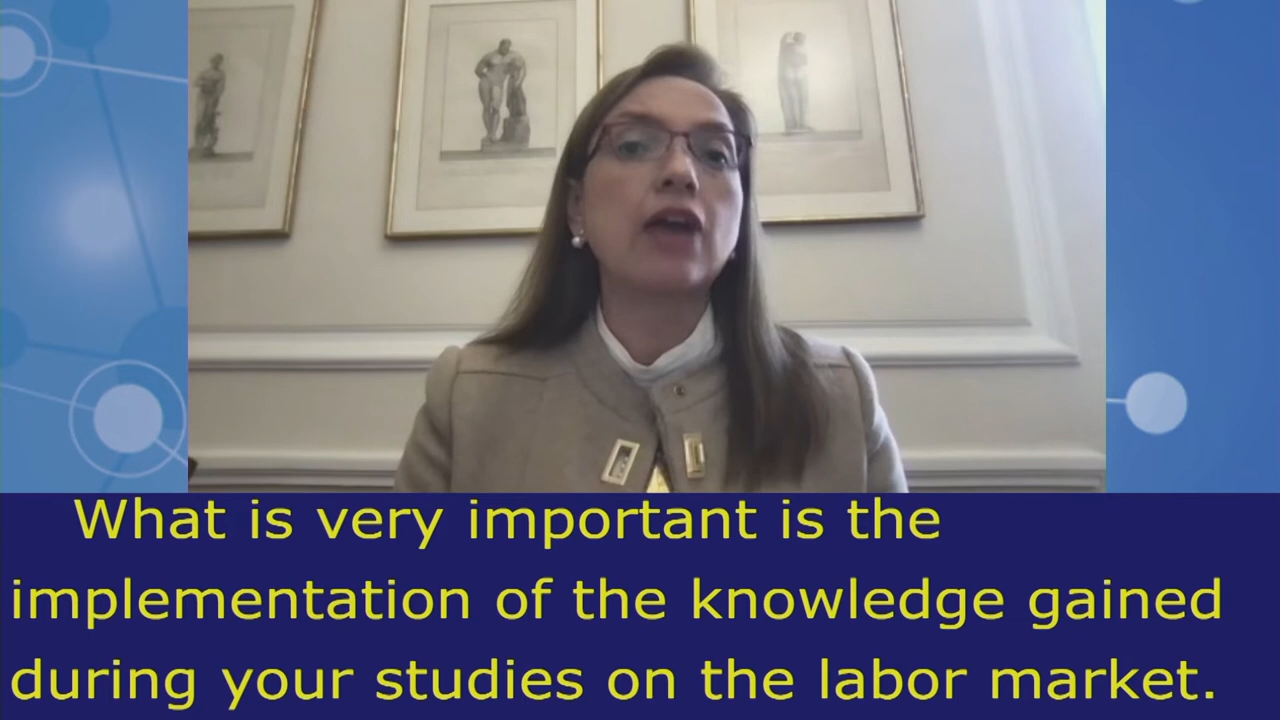 What is very important is the
implementation of the knowledge gained
during your studies on the labor market.